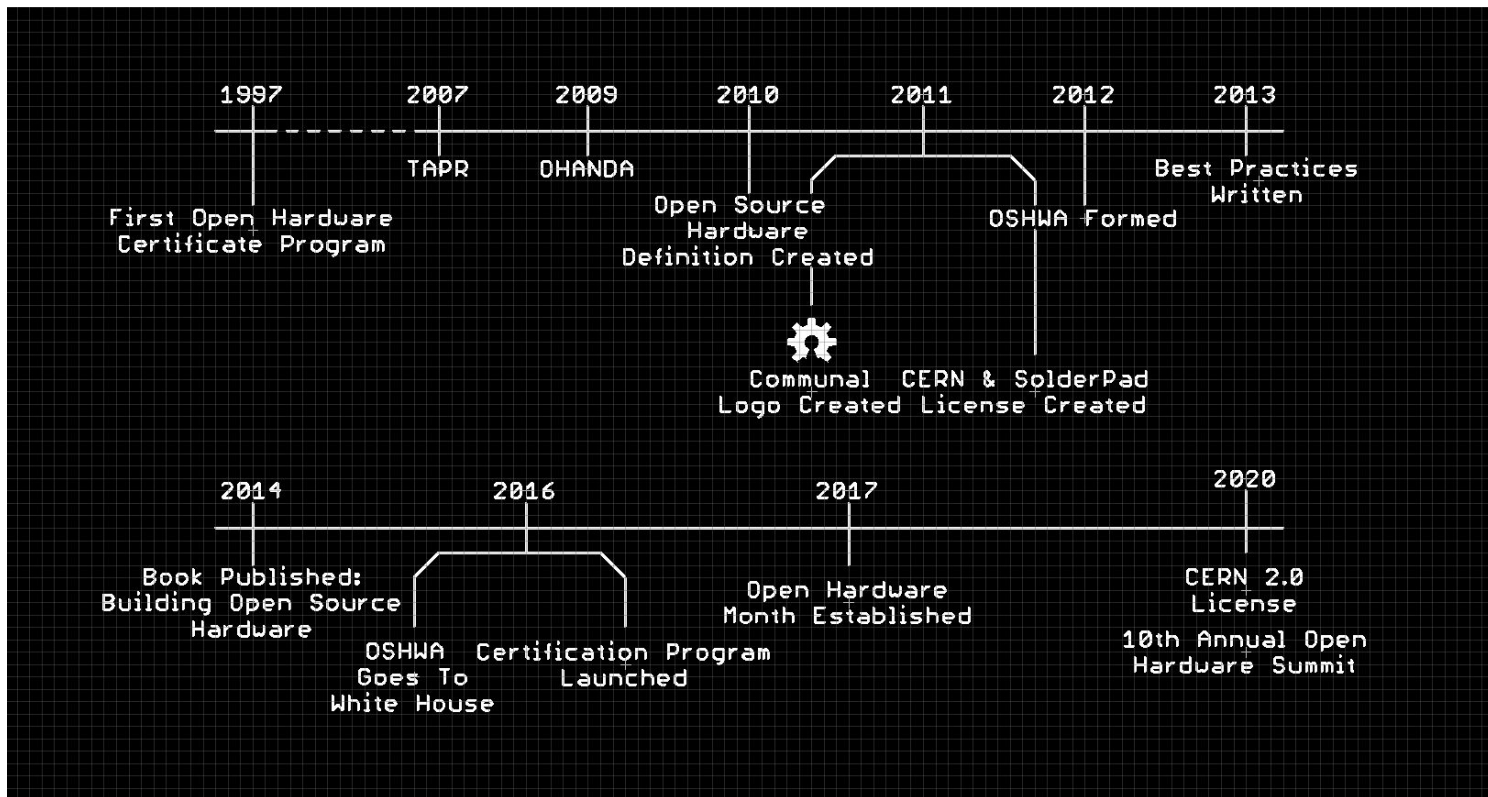 1997
2007
2009
2010
2011
2012
2013
TAPR
OHANDA
Best Practices
Written
First Open Hardware
Certificate Program
Open Source
Hardware
Definition Created
OSHWA Formed
Communal
Logo Created
CERN & SolderPad
License Created
2014
2016
2017
2020
Book Published:
Building Open Source
Hardware
OSHWA
Goes To
White House
Certification Program
Launched
Open Hardware
Month Established
CERN 2.0
License
10th Annual Open
Hardware Summit